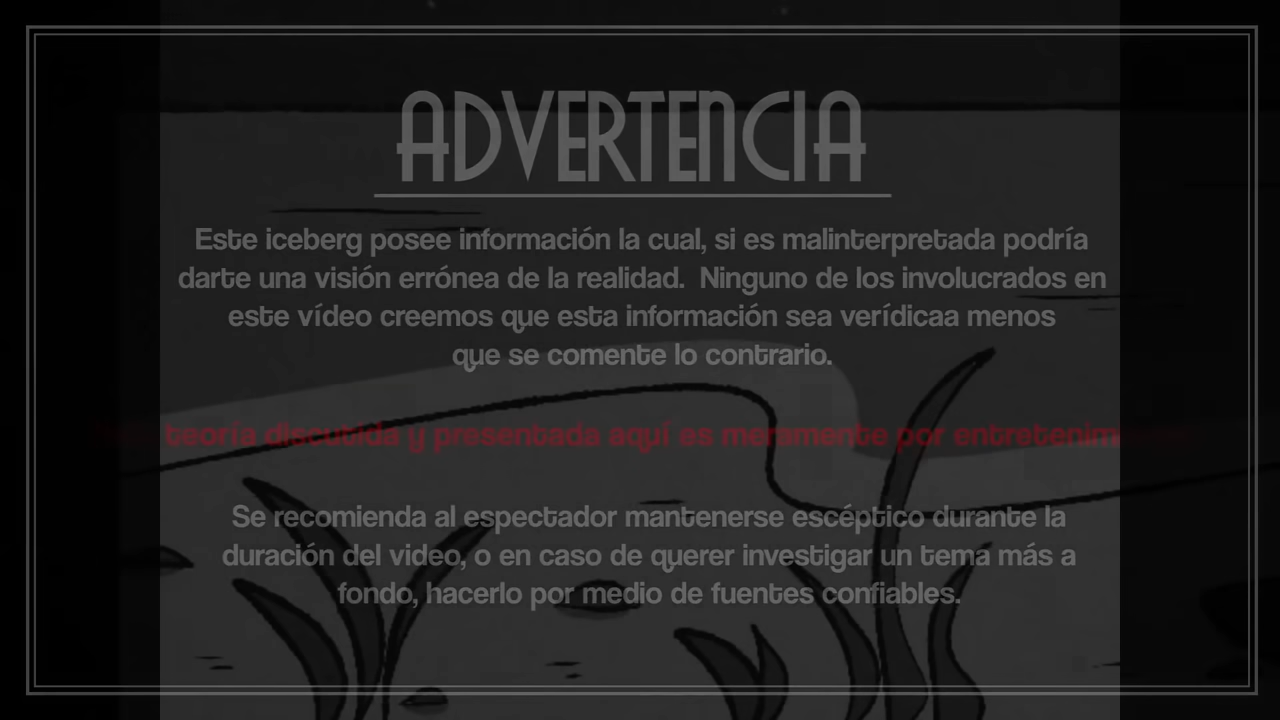 ADVERTENCIA
Este iceberg posee información la cual, si es malinterpretada podría
darte una visión errónea de la realidad. Ninguno de los involucrados en
este vídeo creemos que esta información sea verídicaa menos
que se comente lo contrario.
teoría discutida y presentada aquí es meramente por
Se recomienda al espectador mantenerse escéptico durante la
duración del video, o en caso de querer investigar un tema más a
fondo, hacerlo por medio de fuentes confiables.